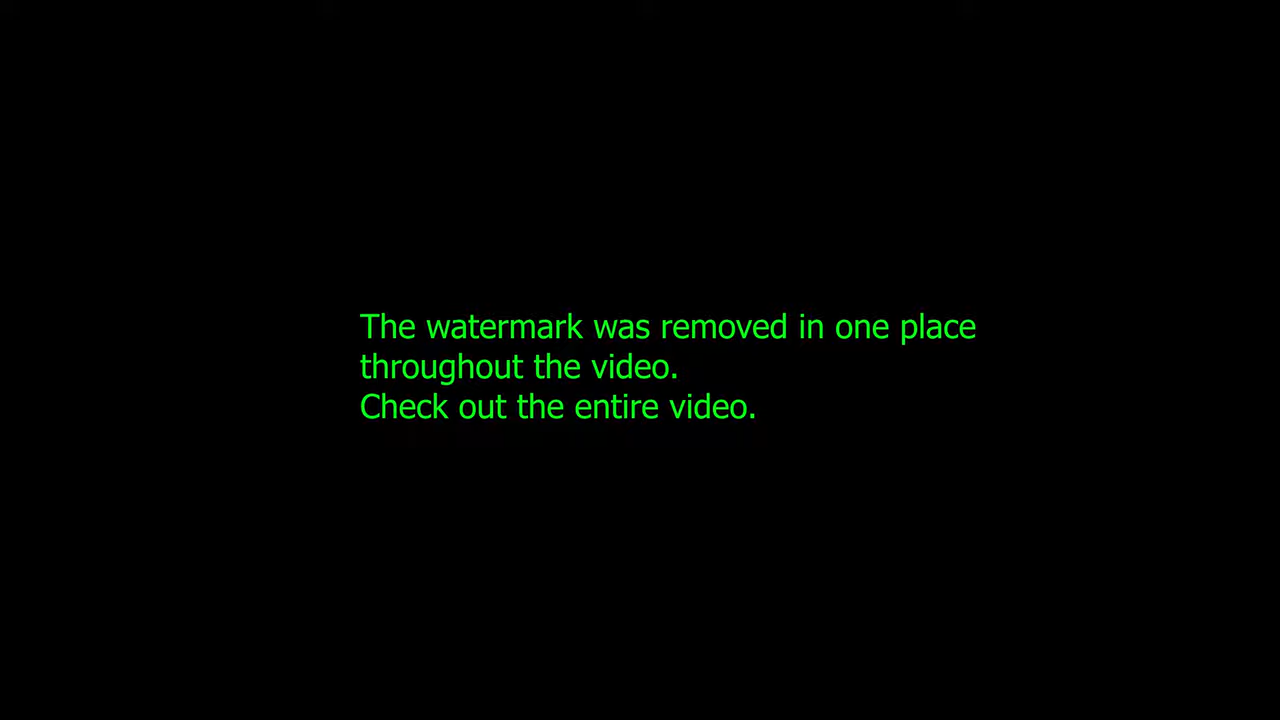 The watermark was removed in one place
throughout the video.
Check out the entire video.